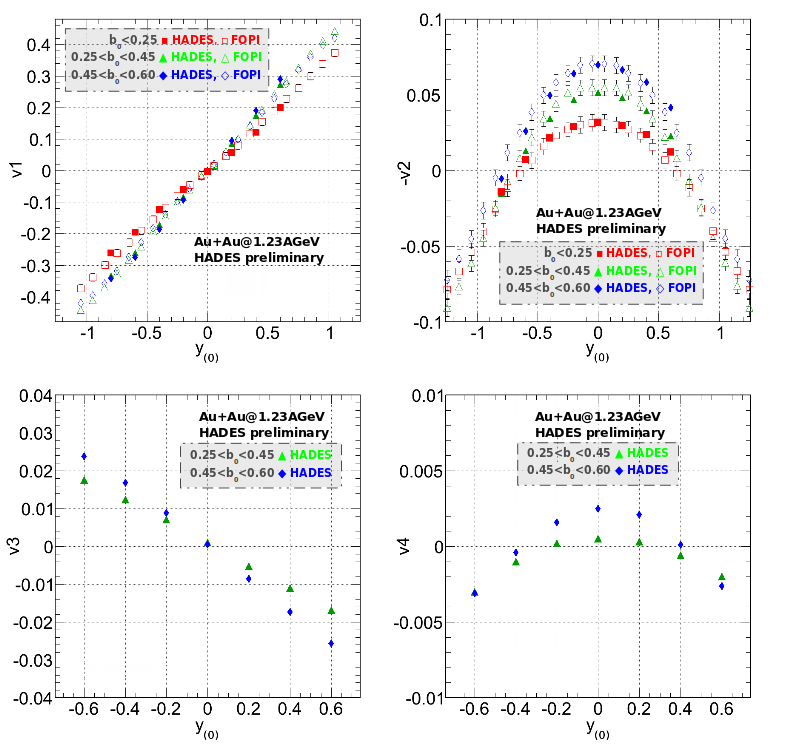 0.4
0.3
0.2
0.1
0
-0.1
-0.2
-0.3
-0.4
v1
b₀<0.25 HADES, FOPI
0.25<b₀<0.45 HADES, FOPI
0.45<b₀<0.60 HADES, FOPI
Au+Au@1.23AGeV
HADES preliminary
-1 -0.5 0 0.5 1
y(0)
0.1
0.05
0
-0.05
-0.1
-v2
Au+Au@1.23AGeV
HADES preliminary
b₀<0.25 HADES, FOPI
0.25<b₀<0.45 HADES, FOPI
0.45<b₀<0.60 HADES, FOPI
-1 -0.5 0 0.5 1
y(0)
0.04
0.03
0.02
0.01
0
-0.01
-0.02
-0.03
-0.04
v3
Au+Au@1.23AGeV
HADES preliminary
0.25<b₀<0.45 HADES
0.45<b₀<0.60 HADES
-0.6 -0.4 -0.2 0 0.2 0.4 0.6
y(0)
0.01
0.005
0
-0.005
-0.01
v4
Au+Au@1.23AGeV
HADES preliminary
0.25<b₀<0.45 HADES
0.45<b₀<0.60 HADES
-0.6 -0.4 -0.2 0 0.2 0.4 0.6
y(0)